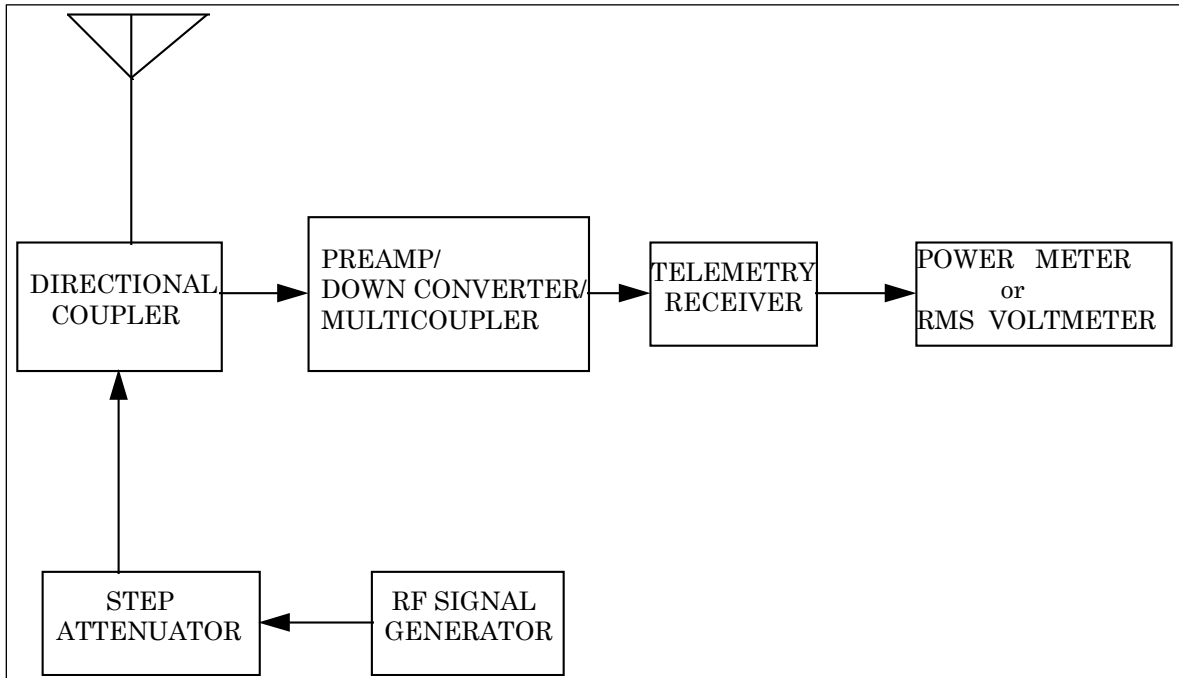 DIRECTIONAL
COUPLER
PREAMP/
DOWN CONVERTER/
MULTICOUPLER
TELEMETRY
RECEIVER
POWER METER
or
RMS VOLTMETER
STEP
ATTENUATOR
RF SIGNAL
GENERATOR